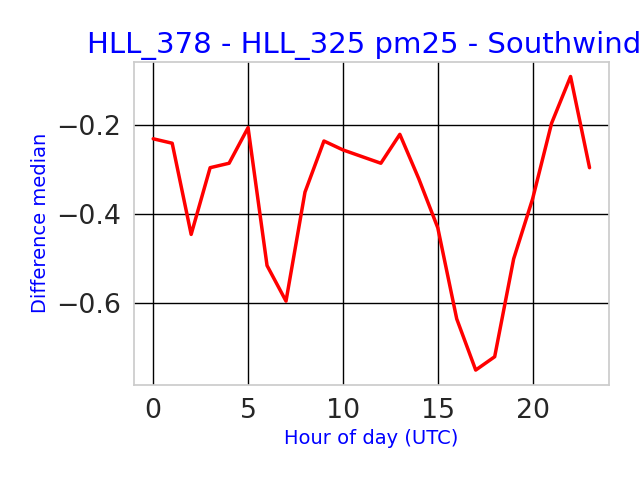 HLL_378 - HLL_325 pm25 - Southwind
Difference median
−0.2
−0.4
−0.6
0 5 10 15 20
Hour of day (UTC)